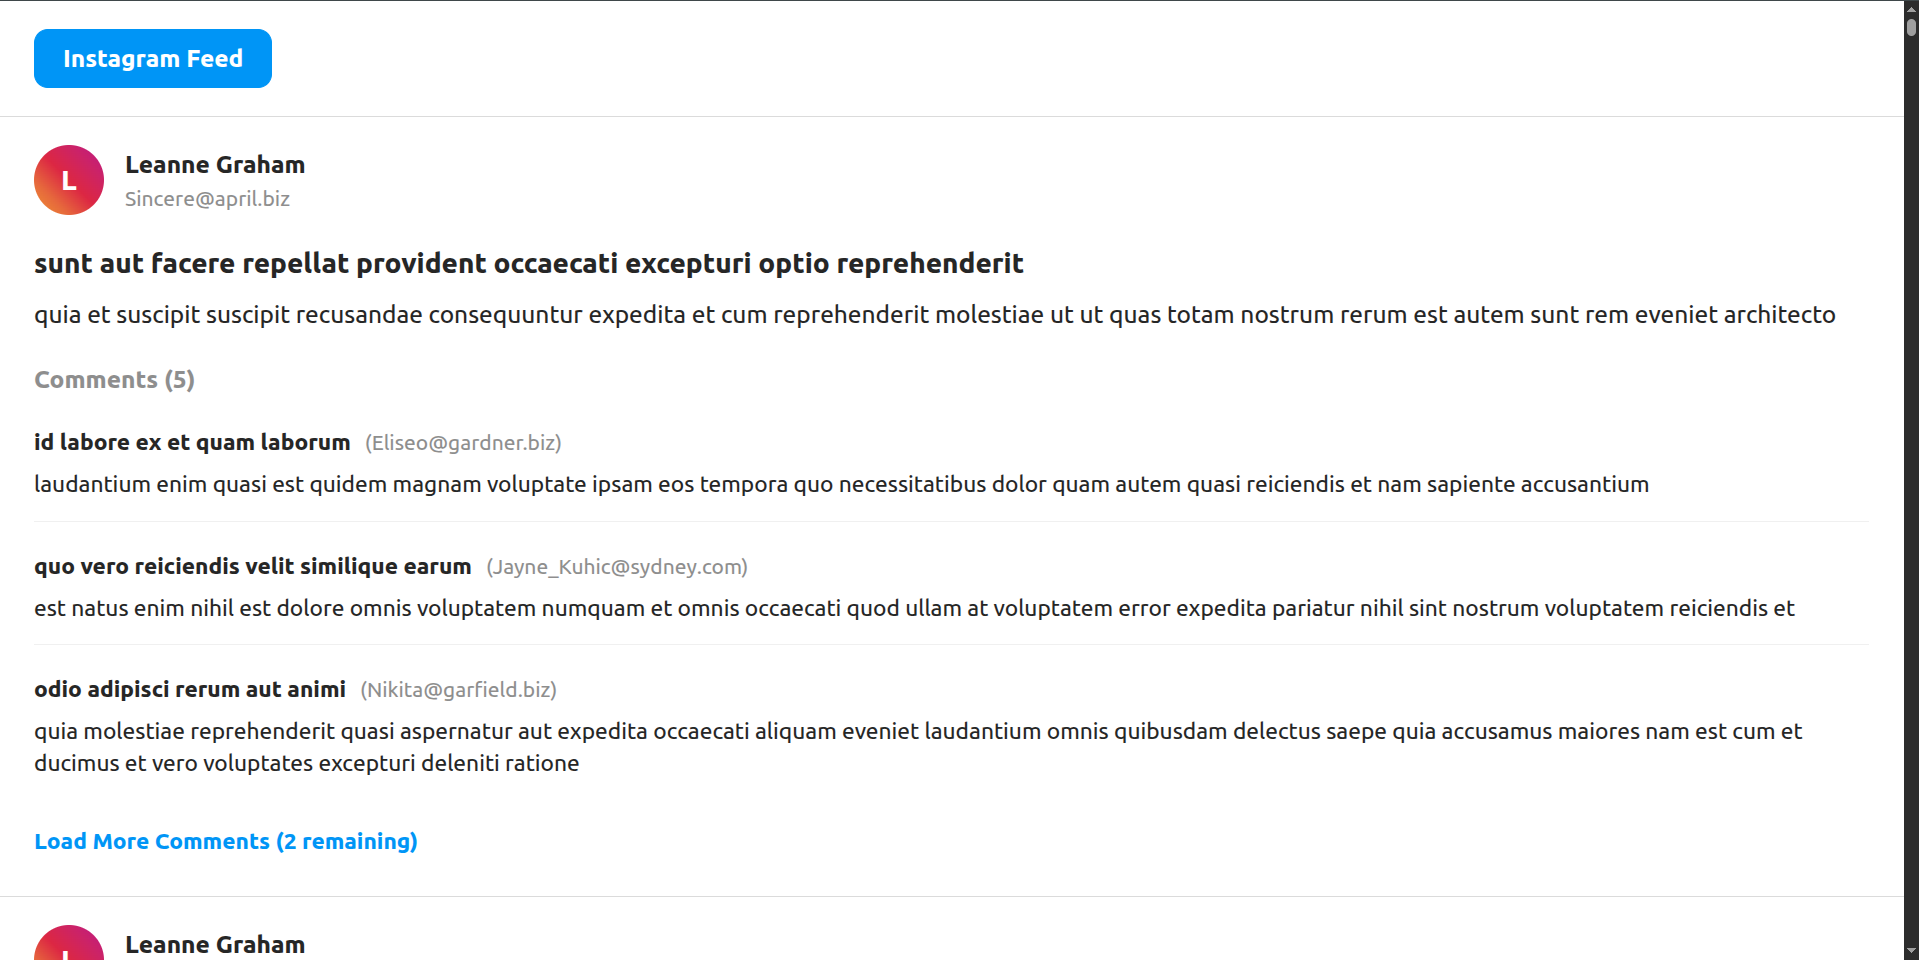 Instagram Feed
L
Leanne Graham
Sincere@april.biz
sunt aut facere repellat provident occaecati excepturi optio reprehenderit
quia et suscipit suscipit recusandae consequuntur expedita et cum reprehenderit molestiae ut ut quas totam nostrum rerum est autem sunt rem eveniet architecto
Comments (5)
id labore ex et quam laborum (Eliseo@gardner.biz)
laudantium enim quasi est quidem magnam voluptate ipsam eos tempora quo necessitatibus dolor quam autem quasi reiciendis et nam sapiente accusantium
quo vero reiciendis velit similique earum (Jayne_Kuhic@sydney.com)
est natus enim nihil est dolore omnis voluptatem numquam et omnis occaecati quod ullam at voluptatem error expedita pariatur nihil sint nostrum voluptatem reiciendis et
odio adipisci rerum aut animi (Nikita@garfield.biz)
quia molestiae reprehenderit quasi aspernatur aut expedita occaecati aliquam eveniet laudantium omnis quibusdam delectus saepe quia accusamus maiores nam est cum et
ducimus et vero voluptates excepturi deleniti ratione
Load More Comments (2 remaining)
Leanne Graham